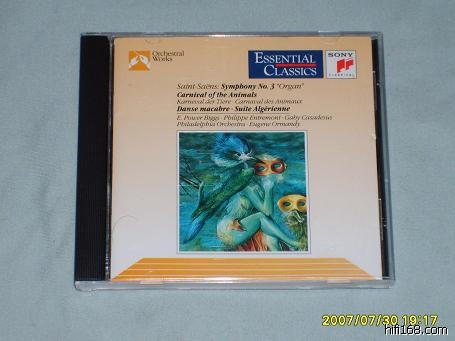 Orchestral
Works
ESSENTIAL
CLASSICS
SONY
CLASSICAL
Saint-Saëns: Symphony No. 3 "Organ"
Carnival of the Animals
Karneval der Tiere · Carnaval des Animaux
Danse macabre · Suite Algérienne
E. Power Biggs · Philippe Entremont · Gaby Casadesus
Philadelphia Orchestra · Eugene Ormandy
2007/07/30 19:17
hifi168.com